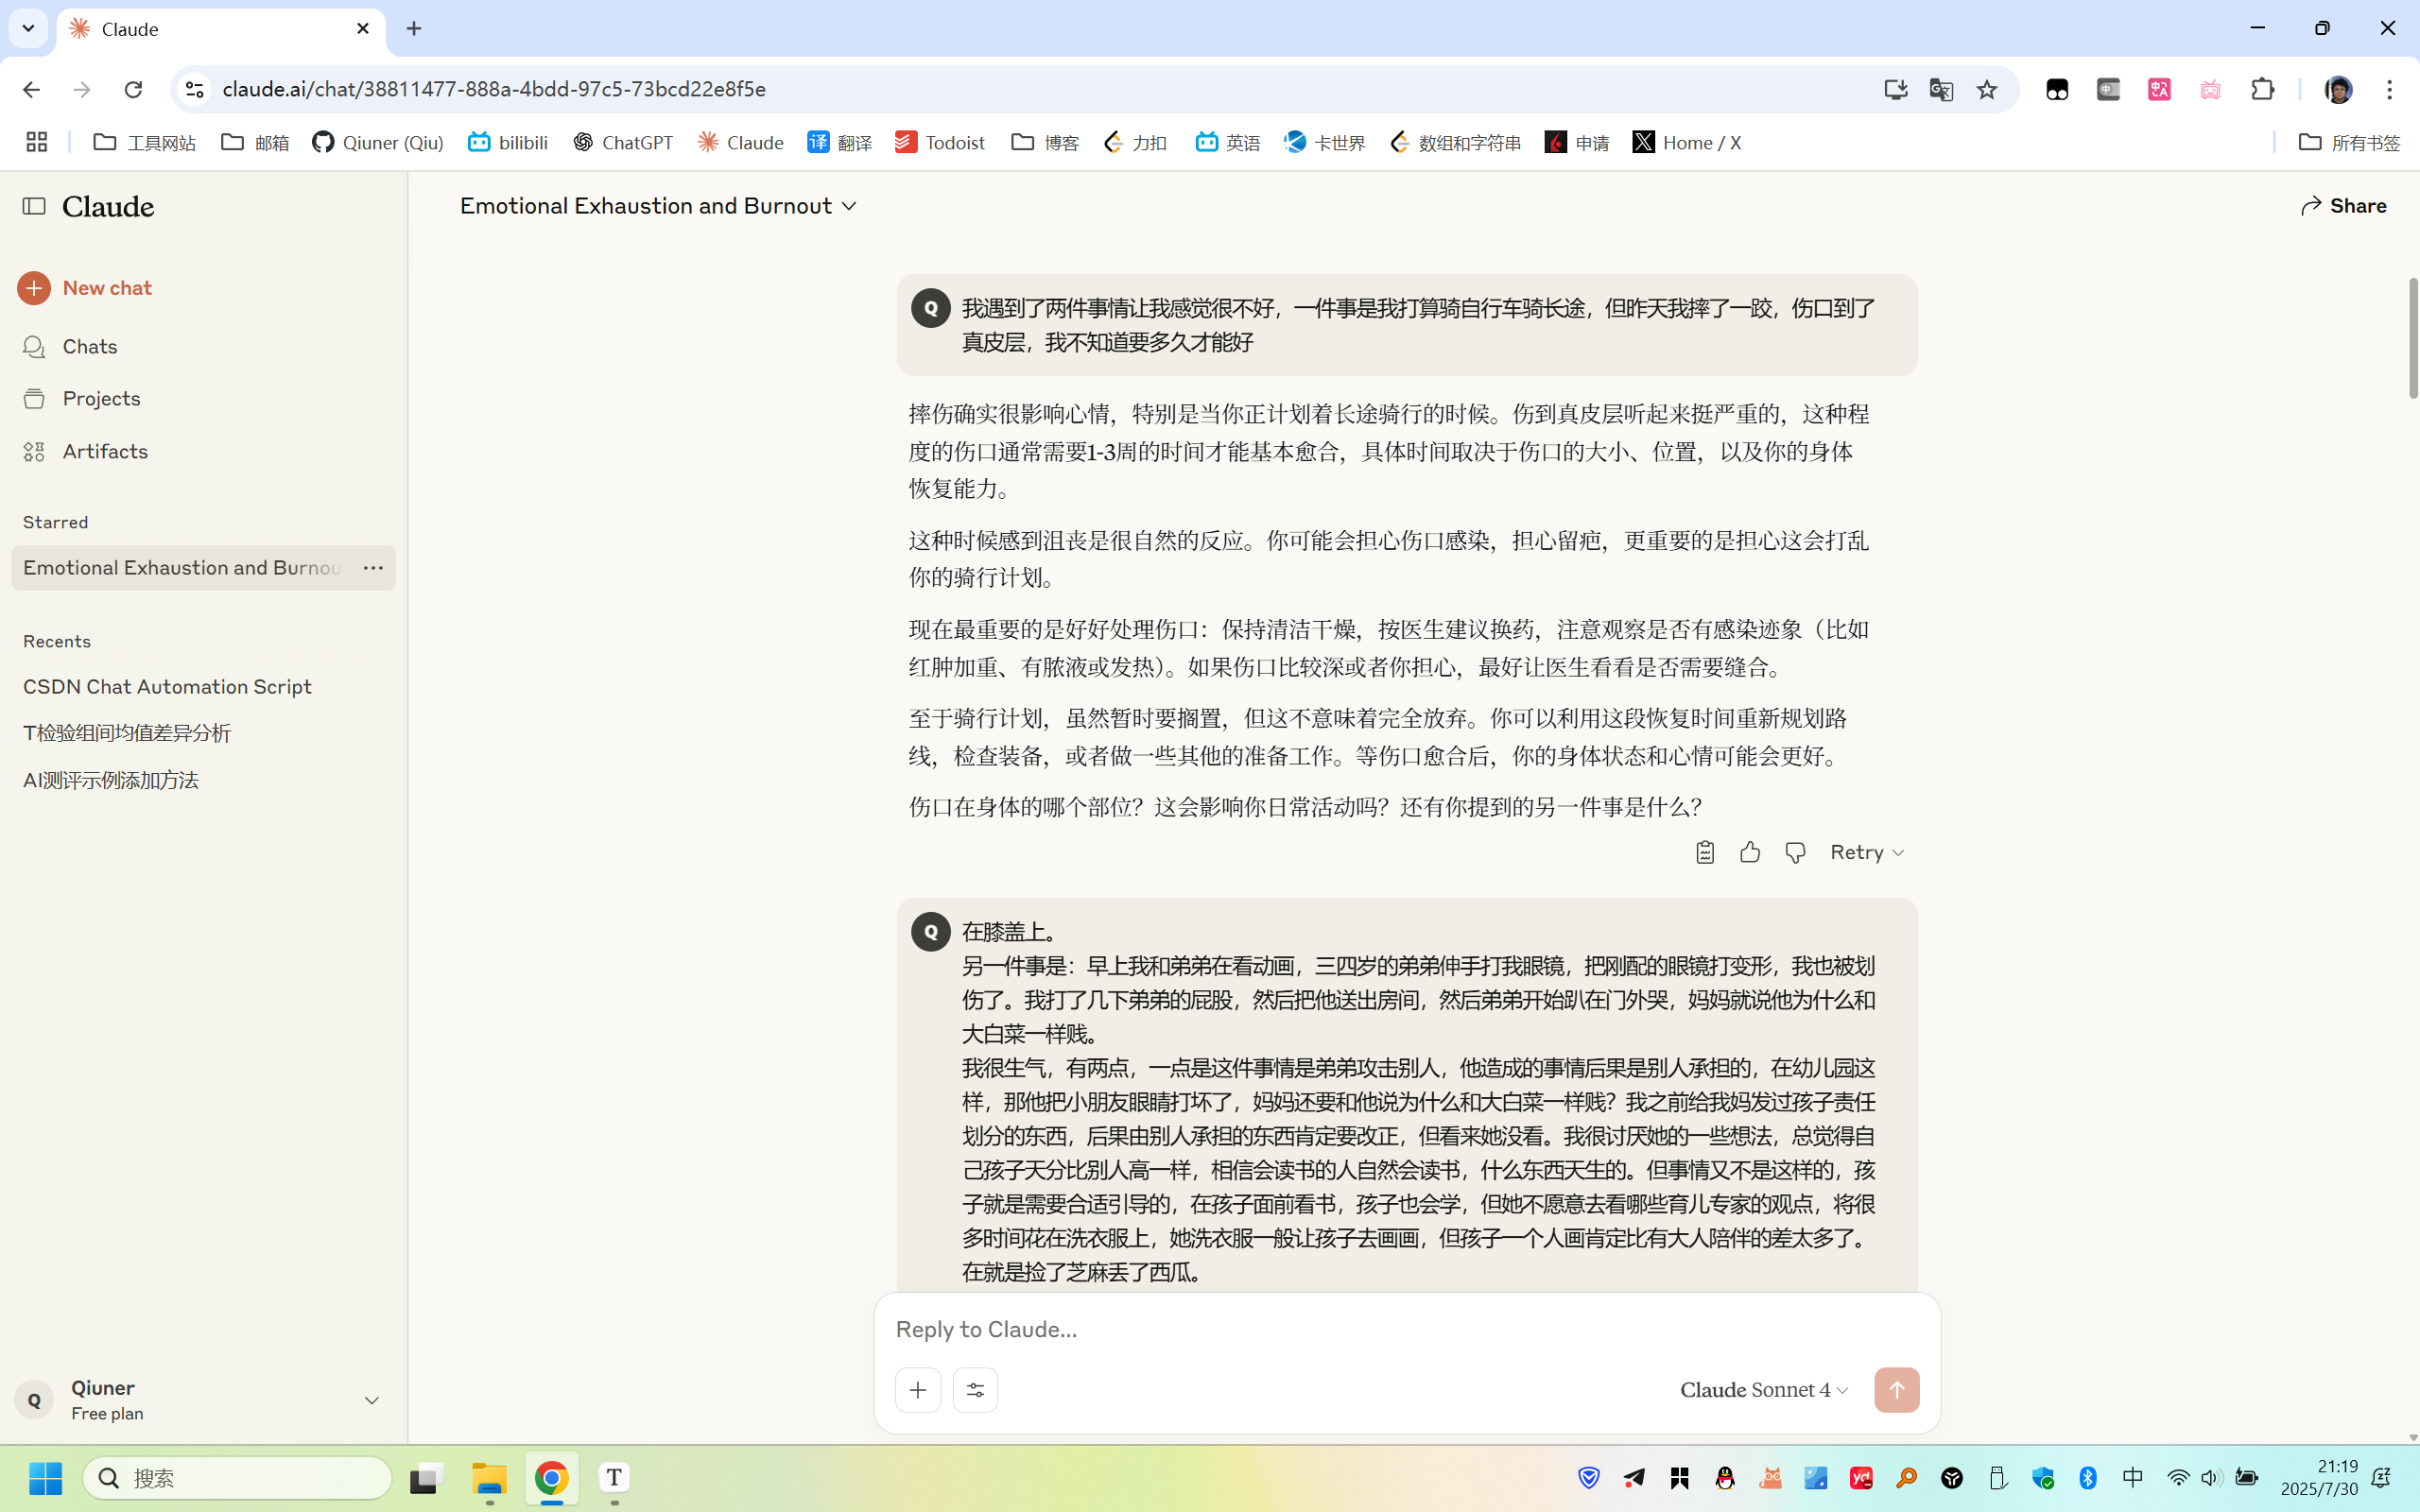 Claude
claude.ai/chat/38811477-888a-4bdd-97c5-73bcd22e8f5e
工具网站
邮箱
Qiuner (Qiu)
bilibili
ChatGPT
Claude
翻译
Todoist
博客
力扣
英语
卡世界
数组和字符串
申请
Home / X
所有书签
Claude
New chat
Chats
Projects
Artifacts
Starred
Emotional Exhaustion and Burnou
Recents
CSDN Chat Automation Script
T检验组间均值差异分析
AI测评示例添加方法
Q
Qiuner
Free plan
Emotional Exhaustion and Burnout
Share
Q
我遇到了两件事情让我感觉很不好，一件事是我打算骑自行车骑长途，但昨天我摔了一跤，伤口到了
真皮层，我不知道要多久才能好
摔伤确实很影响心情，特别是当你正计划着长途骑行的时候。伤到真皮层听起来挺严重的，这种程
度的伤口通常需要1-3周的时间才能基本愈合，具体时间取决于伤口的大小、位置，以及你的身体
恢复能力。
这种时候感到沮丧是很自然的反应。你可能会担心伤口感染，担心留疤，更重要的是担心这会打乱
你的骑行计划。
现在最重要的是好好处理伤口：保持清洁干燥，按医生建议换药，注意观察是否有感染迹象（比如
红肿加重、有脓液或发热）。如果伤口比较深或者你担心，最好让医生看看是否需要缝合。
至于骑行计划，虽然暂时要搁置，但这不意味着完全放弃。你可以利用这段恢复时间重新规划路
线，检查装备，或者做一些其他的准备工作。等伤口愈合后，你的身体状态和心情可能会更好。
伤口在身体的哪个部位？这会影响你日常活动吗？还有你提到的另一件事是什么？
Retry
Q
在膝盖上。
另一件事是：早上我和弟弟在看动画，三四岁的弟弟伸手打我眼镜，把刚配的眼镜打变形，我也被划
伤了。我打了几下弟弟的屁股，然后把他送出房间，然后弟弟开始趴在门外哭，妈妈就说他为什么和
大白菜一样贱。
我很生气，有两点，一点是这件事情是弟弟攻击别人，他造成的事情后果是别人承担的，在幼儿园这
样，那他把小朋友眼睛打坏了，妈妈还要和他说为什么和大白菜一样贱？我之前给我妈发过孩子责任
划分的东西，后果由别人承担的东西肯定要改正，但看来她没看。我很讨厌她的一些想法，总觉得自
己孩子天分比别人高一样，相信会读书的人自然会读书，什么东西天生的。但事情又不是这样的，孩
子就是需要合适引导的，在孩子面前看书，孩子也会学，但她不愿意去看哪些育儿专家的观点，将很
多时间花在洗衣服上，她洗衣服一般让孩子去画画，但孩子一个人画肯定比有大人陪伴的差太多了。
在就是捡了芝麻丢了西瓜。
Reply to Claude...
Claude Sonnet 4
搜索
T
yd
中
21:19
2025/7/30